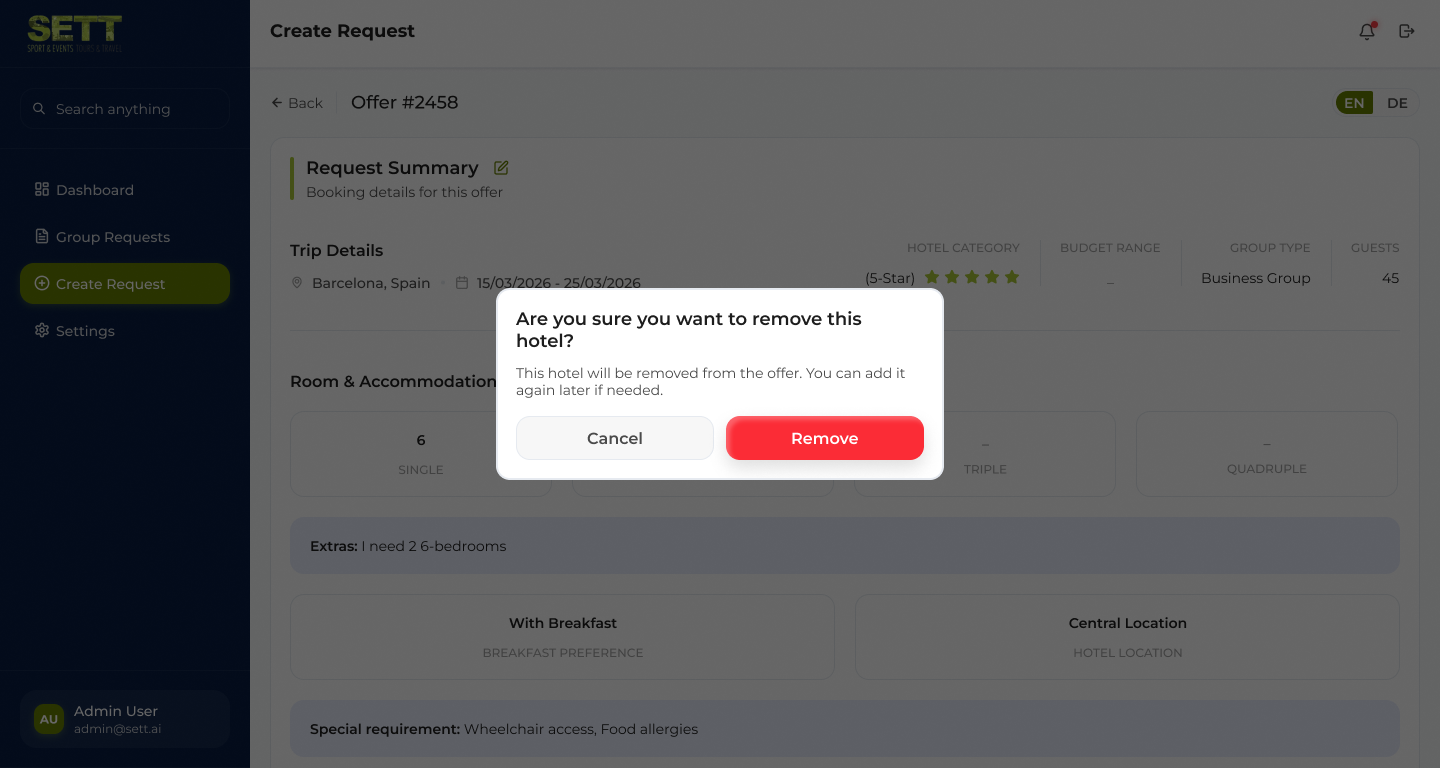 SETT
SPORT & EVENTS TOURS & TRAVEL
Create Request
Search anything
Dashboard
Group Requests
Create Request
Settings
AU
Admin User
admin@sett.ai
Back
Offer #2458
EN DE
Request Summary
Booking details for this offer
Trip Details
Barcelona, Spain
15/03/2026 - 25/03/2026
HOTEL CATEGORY
(5-Star)
BUDGET RANGE
–
GROUP TYPE
Business Group
GUESTS
45
Are you sure you want to remove this
hotel?
This hotel will be removed from the offer. You can add it
again later if needed.
Cancel
Remove
Room & Accommodation
6
SINGLE
–
TRIPLE
–
QUADRUPLE
Extras: I need 2 6-bedrooms
With Breakfast
BREAKFAST PREFERENCE
Central Location
HOTEL LOCATION
Special requirement: Wheelchair access, Food allergies